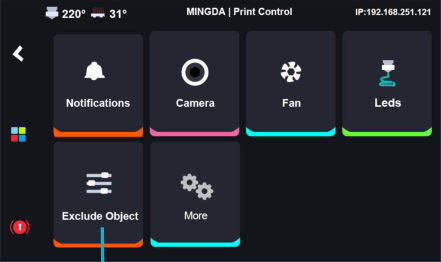 220° 31° MINGDA | Print Control IP:192.168.251.121
Notifications Camera Fan Leds
Exclude Object More